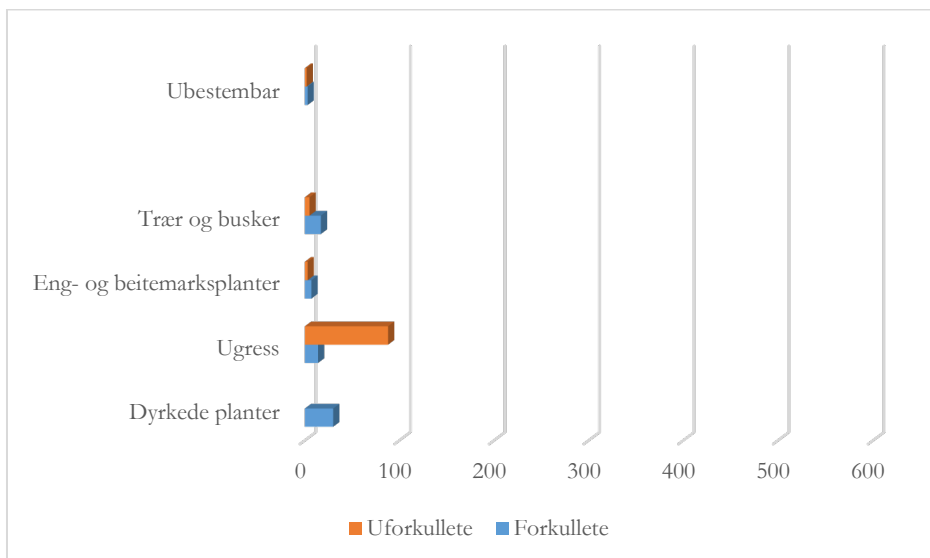 Ubestembar
Trær og busker
Eng- og beitemarksplanter
Ugress
Dyrkede planter
0 100 200 300 400 500 600
Uforkullete Forkullete